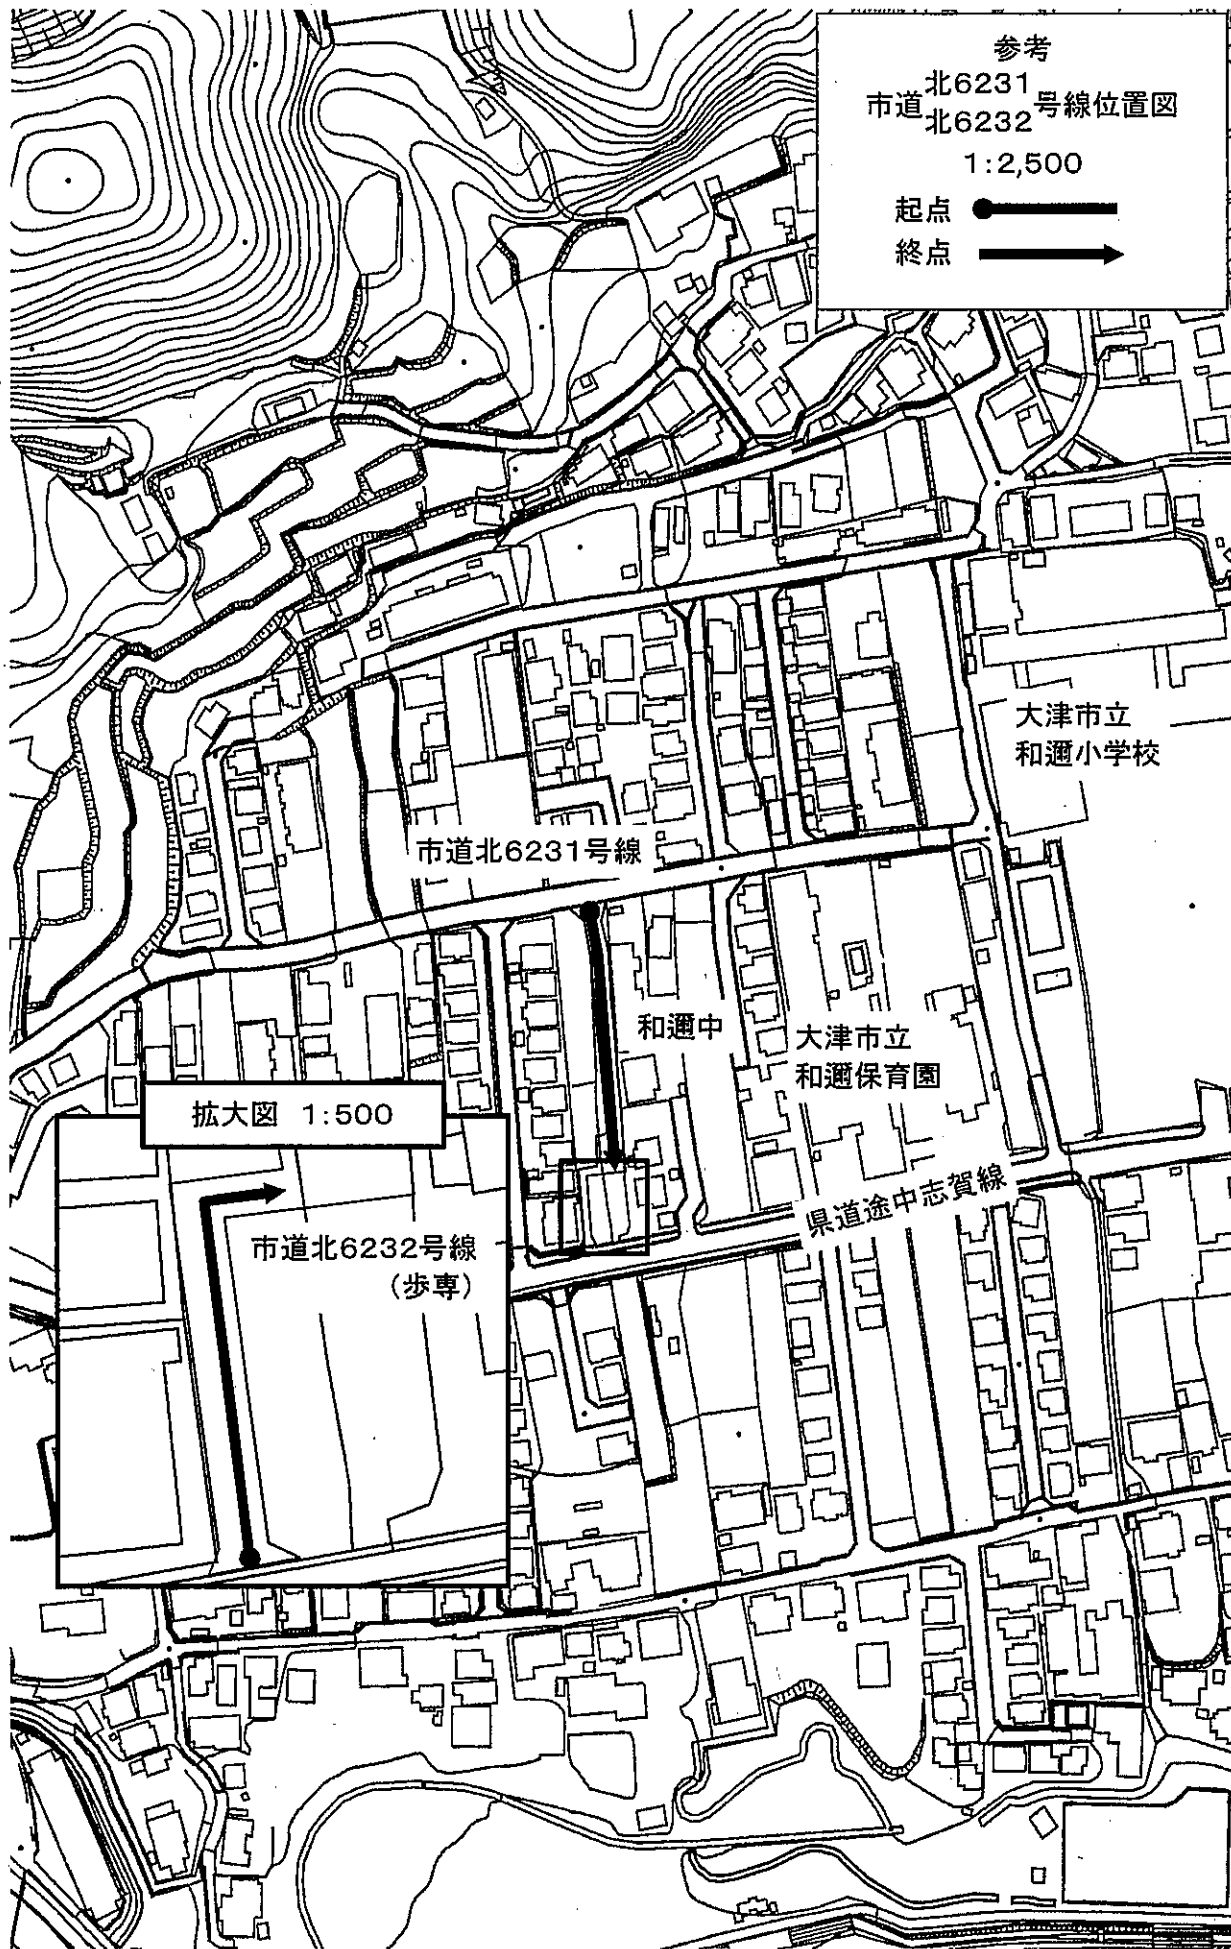 参考
市道北6231号線位置図
北6232
1:2,500
起点
終点
大津市立
和邇小学校
市道北6231号線
和邇中
大津市立
和邇保育園
県道途中志賀線
拡大図 1:500
市道北6232号線
(歩専)